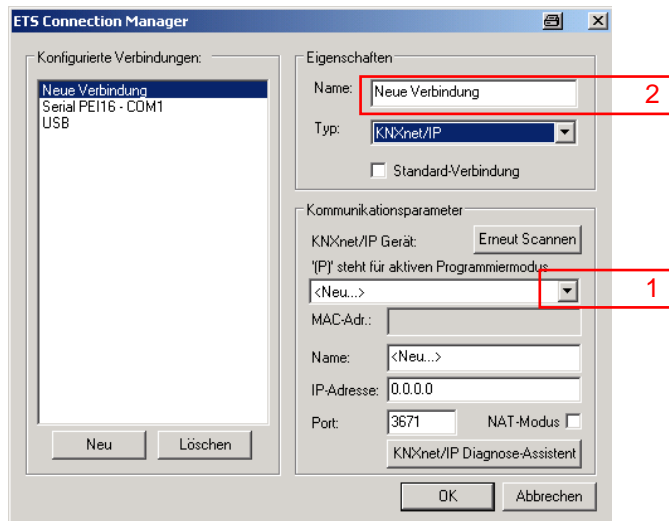 ETS Connection Manager
Konfigurierte Verbindungen:
Neue Verbindung
Serial PEI16 - COM1
USB
Neu
Löschen
Eigenschaften
Name: Neue Verbindung
2
Typ: KNXnet/IP
Standard-Verbindung
Kommunikationsparameter
KNXnet/IP Gerät: Erneut Scannen
'(P)' steht für aktiven Programmiermodus
<Neu...>
1
MAC-Adr.:
Name: <Neu...>
IP-Adresse: 0.0.0.0
Port: 3671 NAT-Modus
KNXnet/IP Diagnose-Assistent
OK Abbrechen